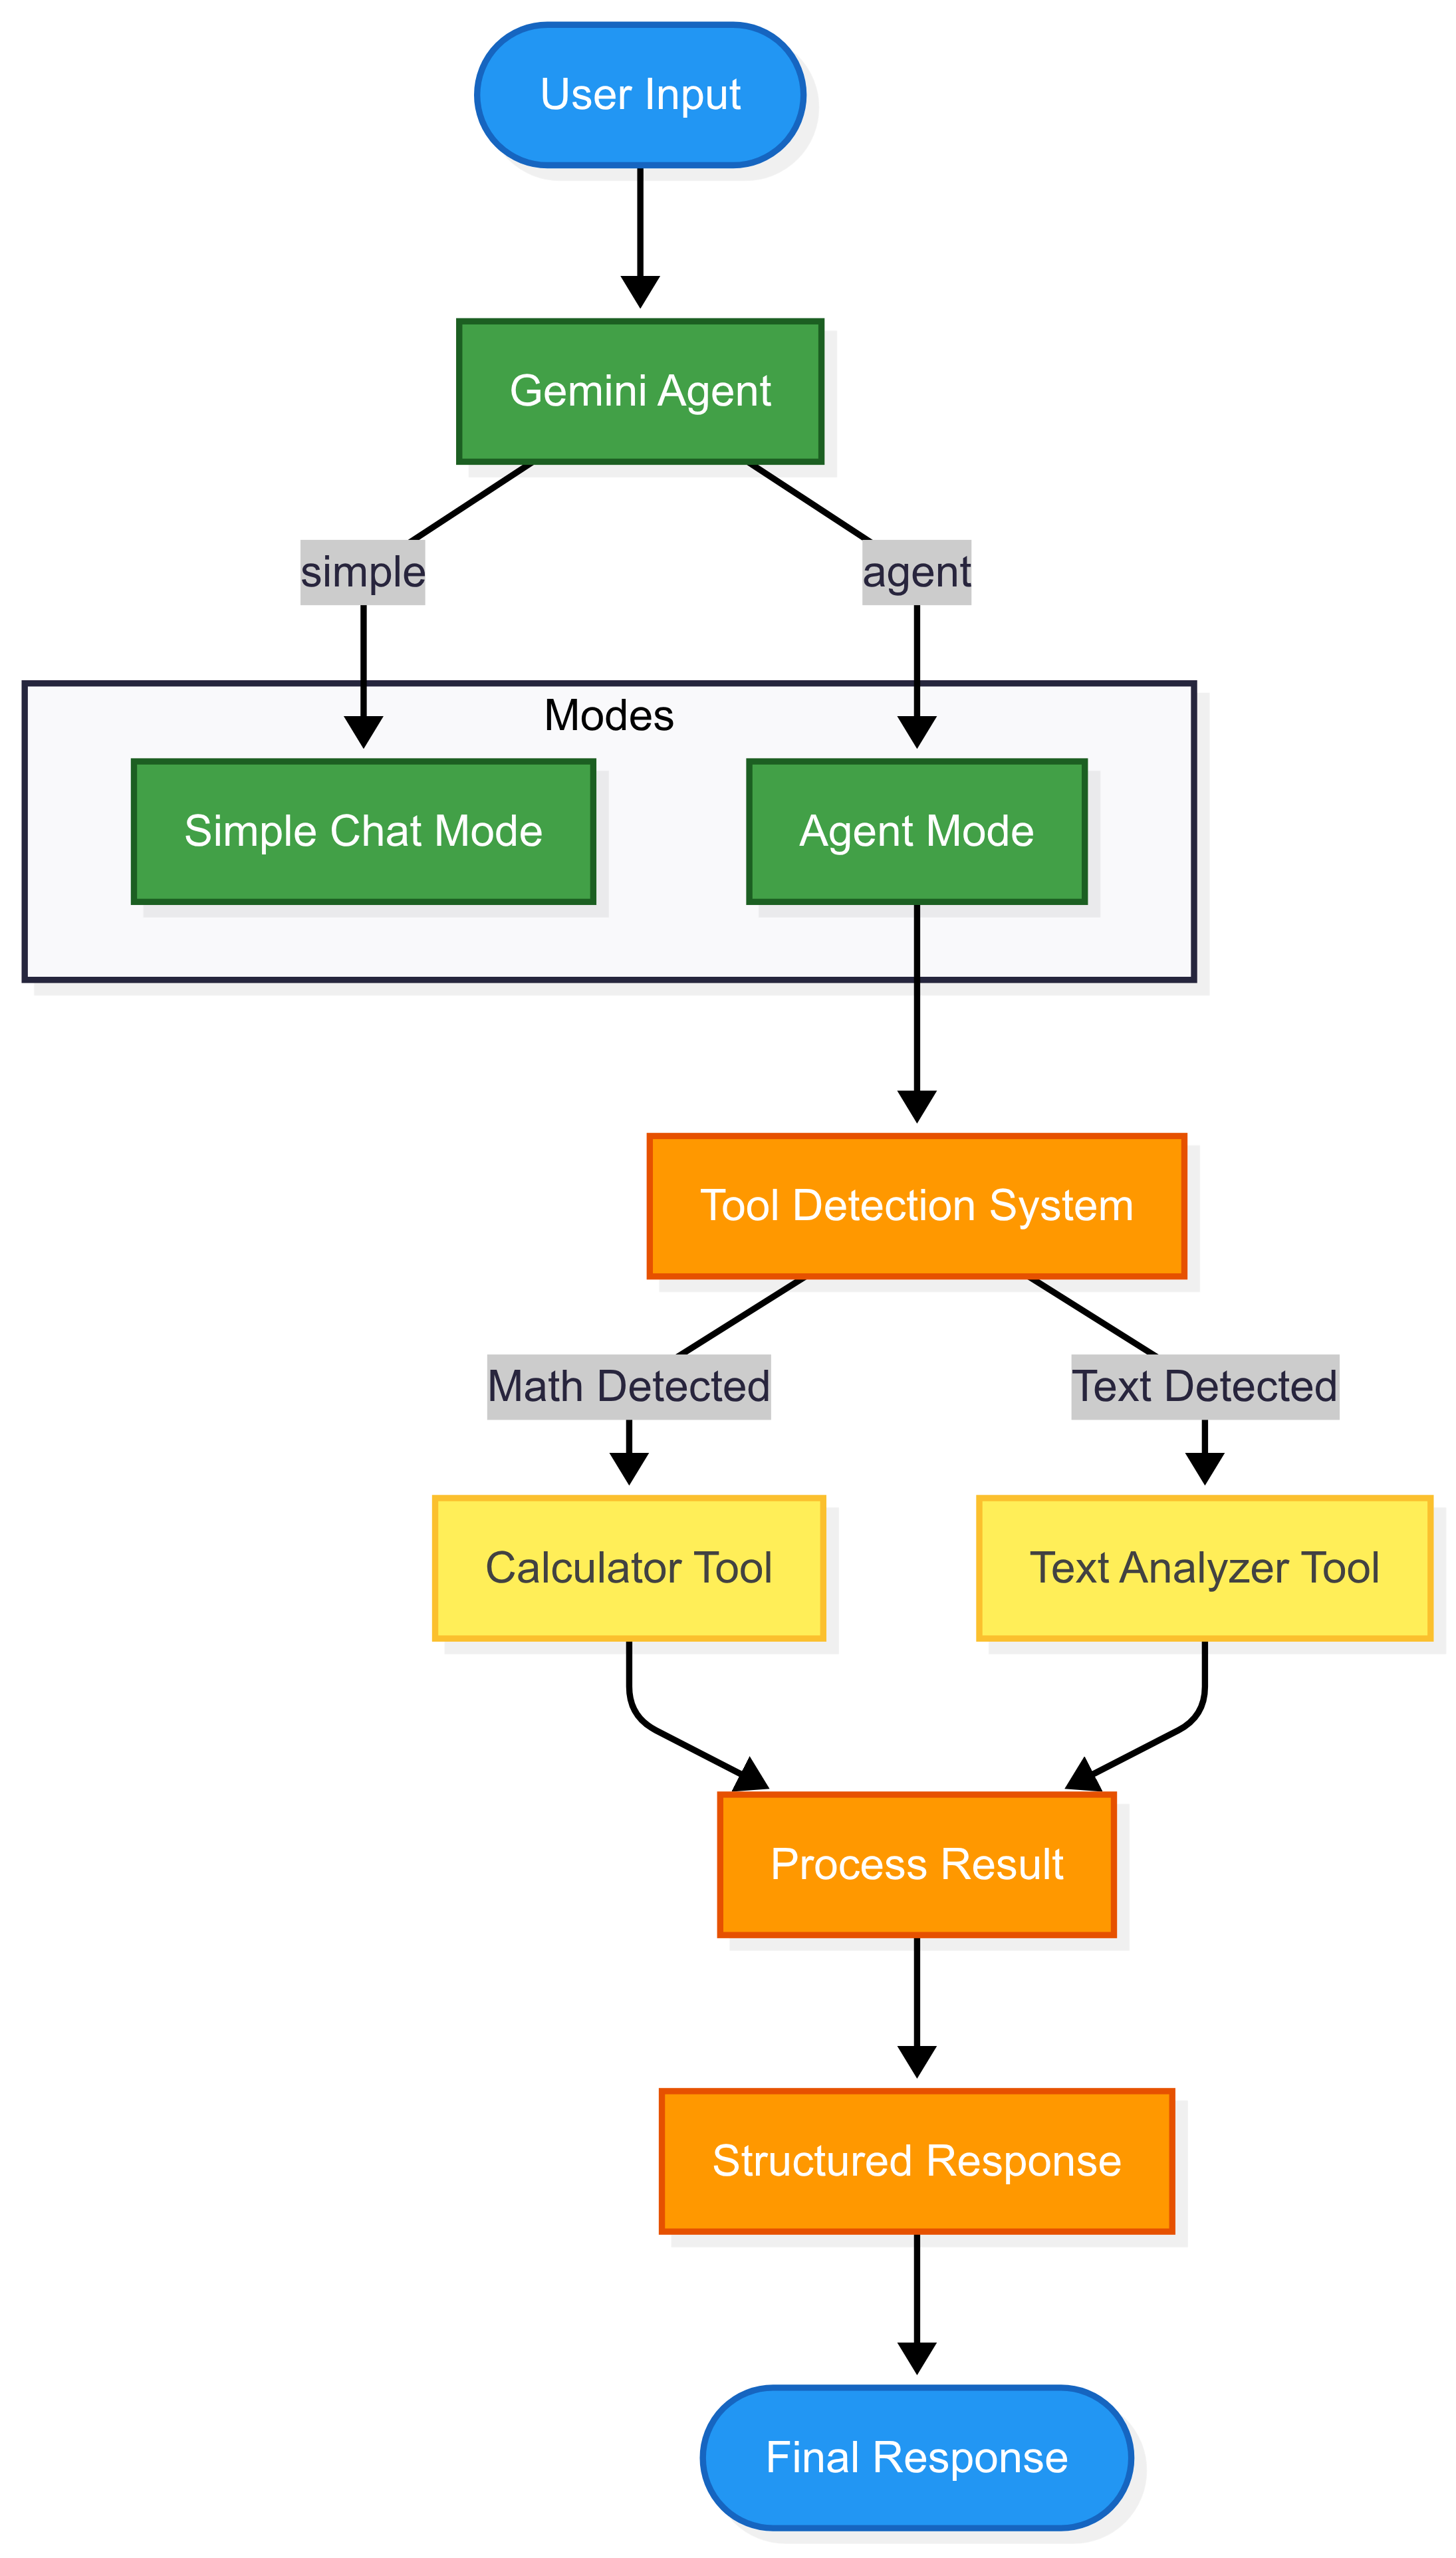 User Input
Gemini Agent
simple
agent
Modes
Simple Chat Mode
Agent Mode
Tool Detection System
Math Detected
Text Detected
Calculator Tool
Text Analyzer Tool
Process Result
Structured Response
Final Response